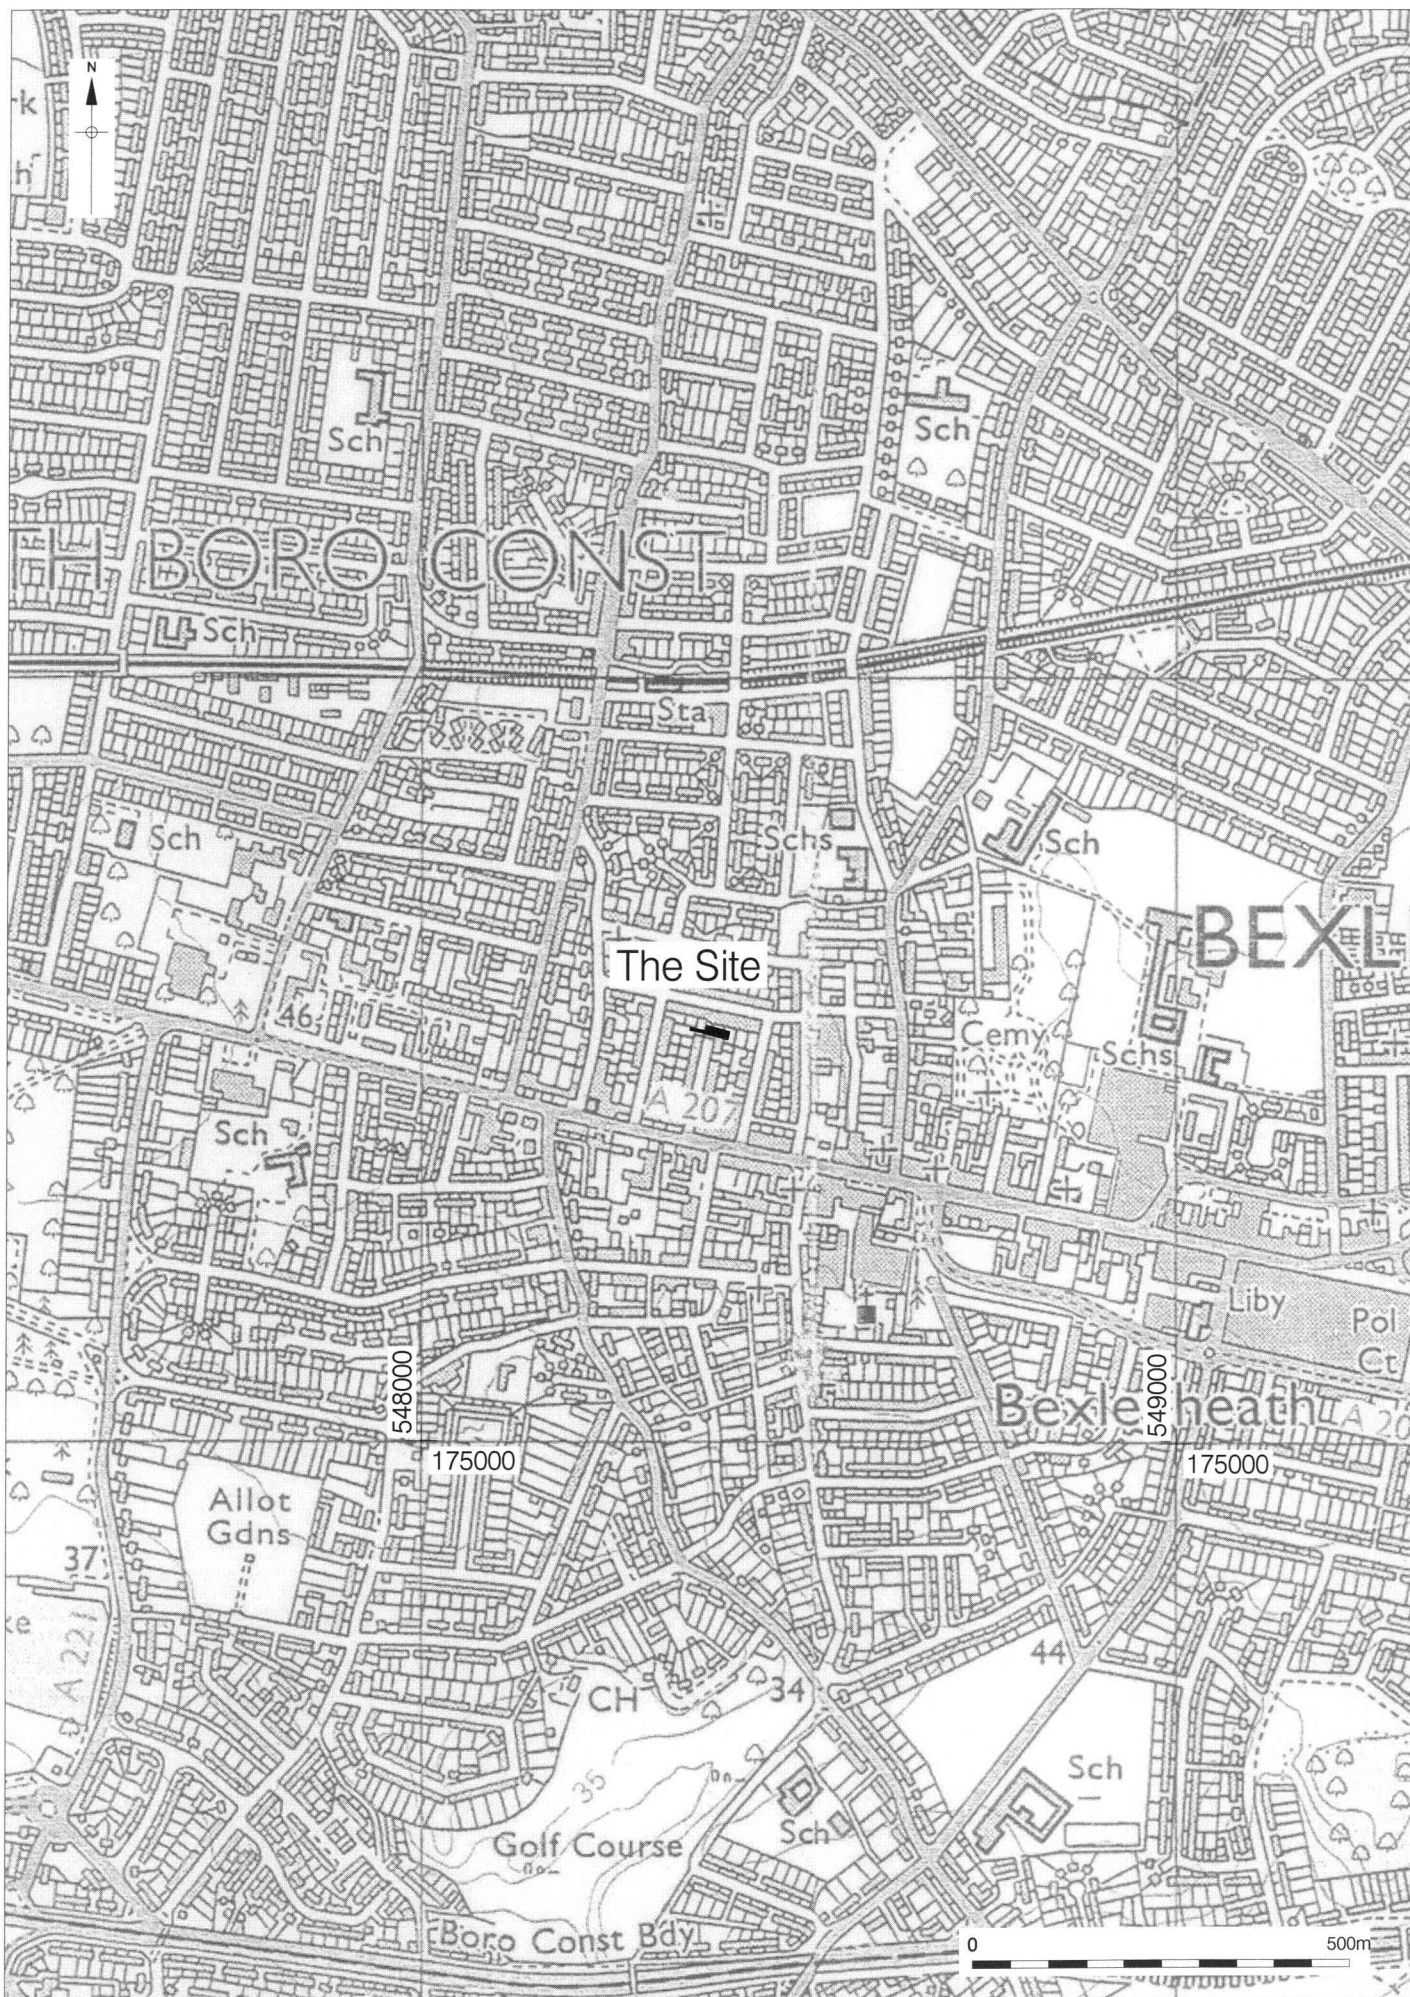 N
k
h
Sch
Sch
TH BORO CONST
Sch
Sta
Sch
Schs
Sch
BEXL
The Site
46
Cemy
Schs
A 207
Sch
Liby
Pol
Ct
548000
549000
Bexle heath
A 20
175000
175000
Allot
Gdns
37
A 221
44
CH
34
35
Sch
Sch
Golf Course
Boro Const Bdy
0
500m